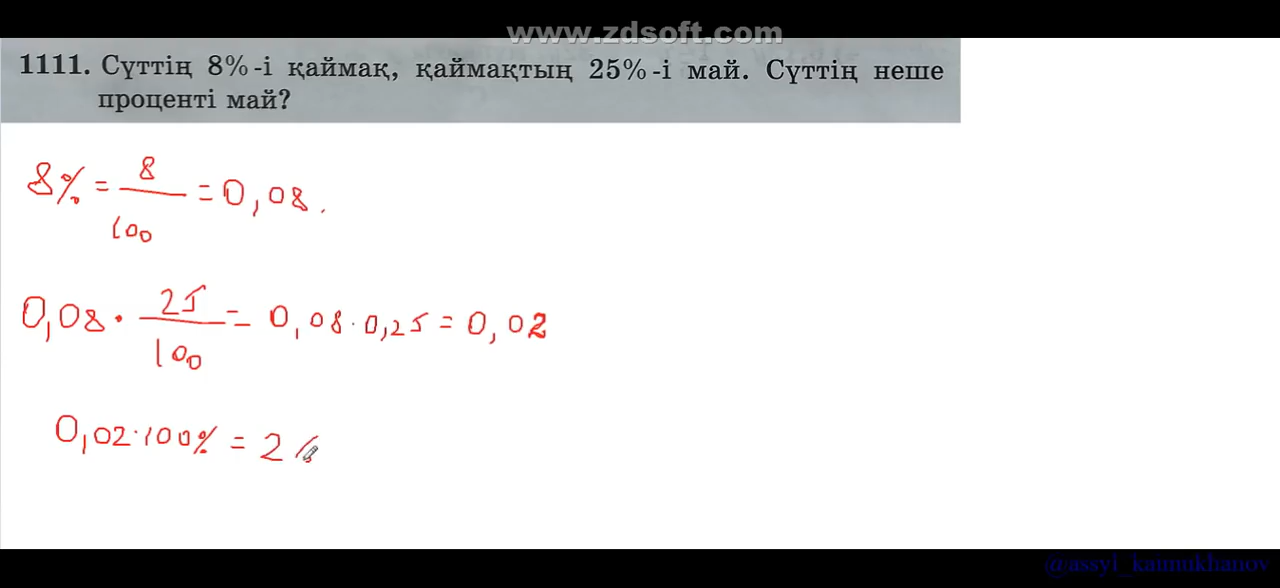 www.zdsoft.com
1111. Сүттің 8%-і қаймақ, қаймақтың 25%-і май. Сүттің неше
проценті май?
8% = 8/100 = 0,08.
0,08 · 25/100 = 0,08 · 0,25 = 0,02
0,02 · 100% = 2%
@assyl_kaimukhanov